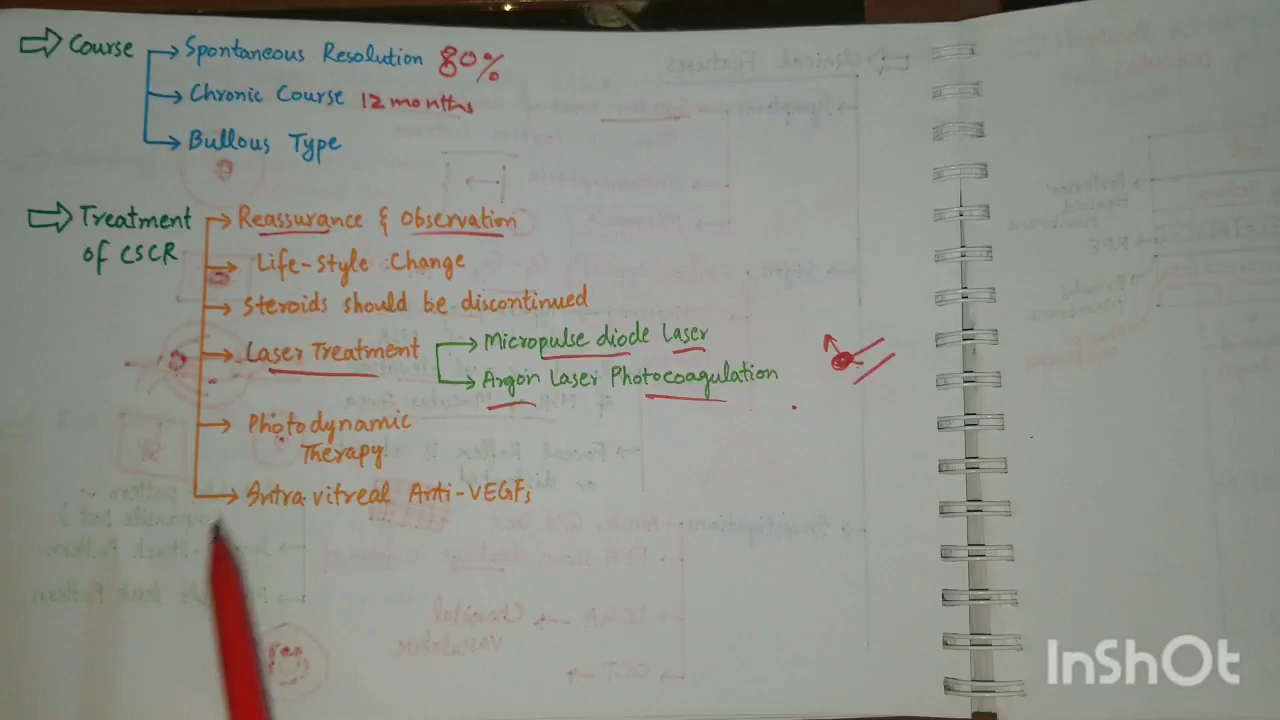 Course
Spontaneous Resolution 80%
Chronic Course 12 months
Bullous Type
Treatment of CSCR
Reassurance & Observation
Life-Style Change
Steroids should be discontinued
Laser Treatment
Micropulse diode Laser
Argon Laser Photocoagulation
Photodynamic
Therapy
Intravitreal Anti-VEGFs
InShOt